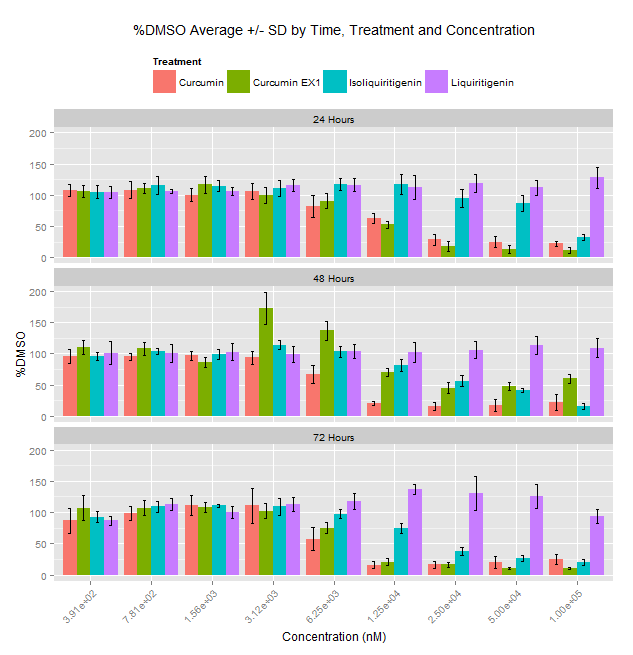 %DMSO Average +/- SD by Time, Treatment and Concentration
Treatment
Curcumin Curcumin EX1 Isoliquiritigenin Liquiritigenin
24 Hours
200
150
100
50
0
48 Hours
200
150
100
50
0
%DMSO
72 Hours
200
150
100
50
0
3.91e+02 7.81e+02 1.56e+03 3.12e+03 6.25e+03 1.25e+04 2.50e+04 5.00e+04 1.00e+05
Concentration (nM)